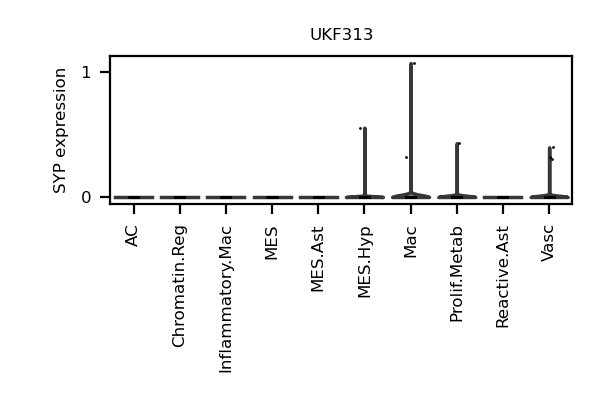 UKF313
SYP expression
1
0
AC
Chromatin.Reg
Inflammatory.Mac
MES
MES.Ast
MES.Hyp
Mac
Prolif.Metab
Reactive.Ast
Vasc